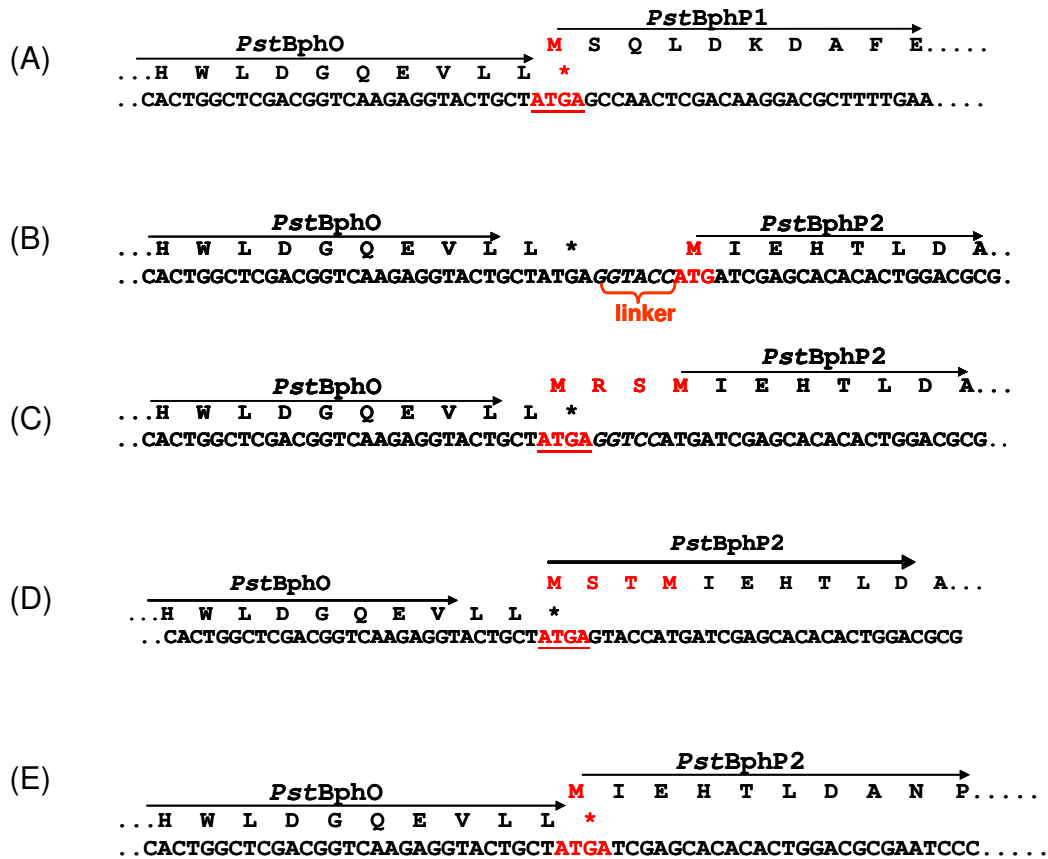 PstBphP1
(A)
PstBphO
M S Q L D K D A F E.....
...H W L D G Q E V L L *
..CACTGGCTCGACGGTCAAGAGGTACTGCTATGAGCCAACTCGACAAGGACGCTTTTGAA....
(B)
PstBphO PstBphP2
...H W L D G Q E V L L * M I E H T L D A..
..CACTGGCTCGACGGTCAAGAGGTACTGCTATGAGGTACCATGATCGAGCACACACTGGACGCG.
linker
PstBphP2
PstBphO
M R S M I E H T L D A...
(C)
...H W L D G Q E V L L *
..CACTGGCTCGACGGTCAAGAGGTACTGCTATGAGGTCCATGATCGAGCACACACTGGACGCG..
PstBphP2
(D)
PstBphO
M S T M I E H T L D A...
...H W L D G Q E V L L *
..CACTGGCTCGACGGTCAAGAGGTACTGCTATGAGTACCATGATCGAGCACACACTGGACGCG
(E)
PstBphP2
PstBphO
M I E H T L D A N P.....
...H W L D G Q E V L L *
..CACTGGCTCGACGGTCAAGAGGTACTGCTATGATCGAGCACACACTGGACGCGAATCCC.....